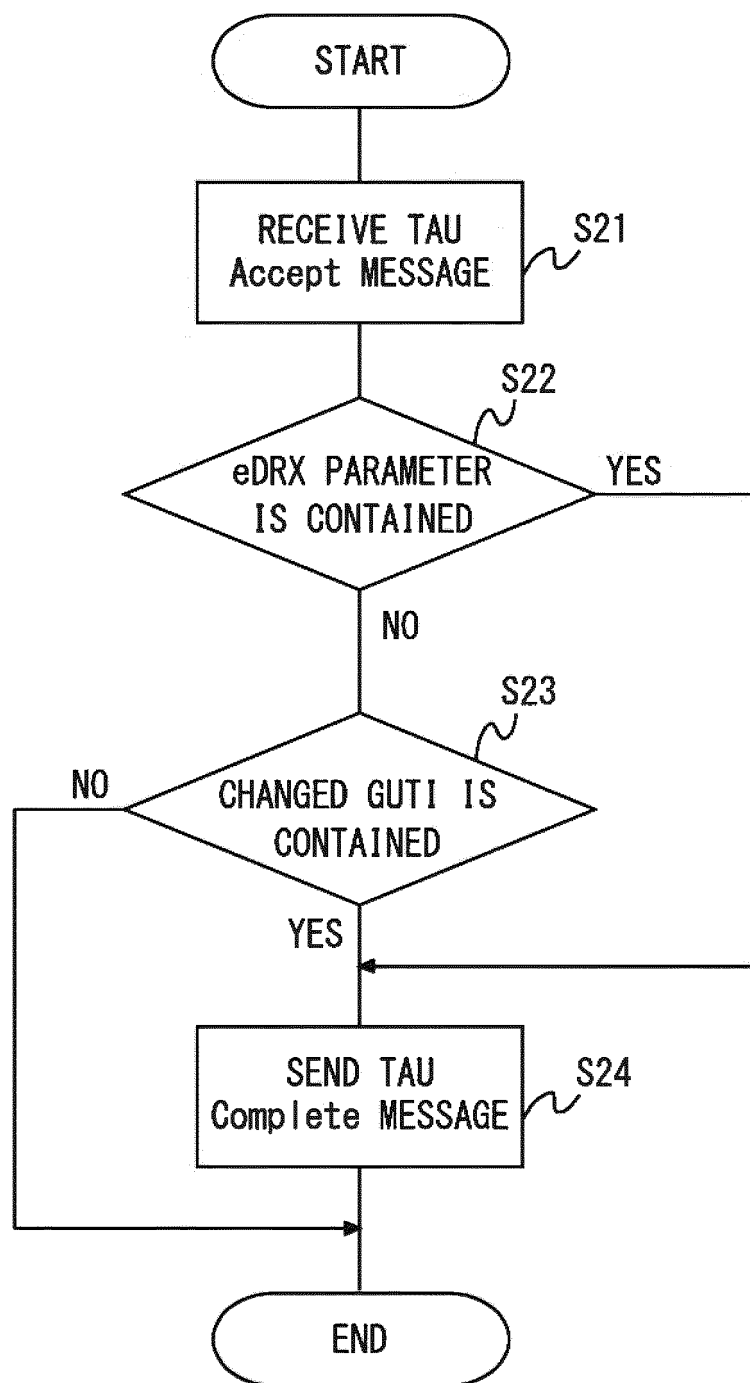 START
RECEIVE TAU
Accept MESSAGE
S21
S22
eDRX PARAMETER
IS CONTAINED
YES
NO
S23
NO
CHANGED GUTI IS
CONTAINED
YES
SEND TAU
Complete MESSAGE
S24
END